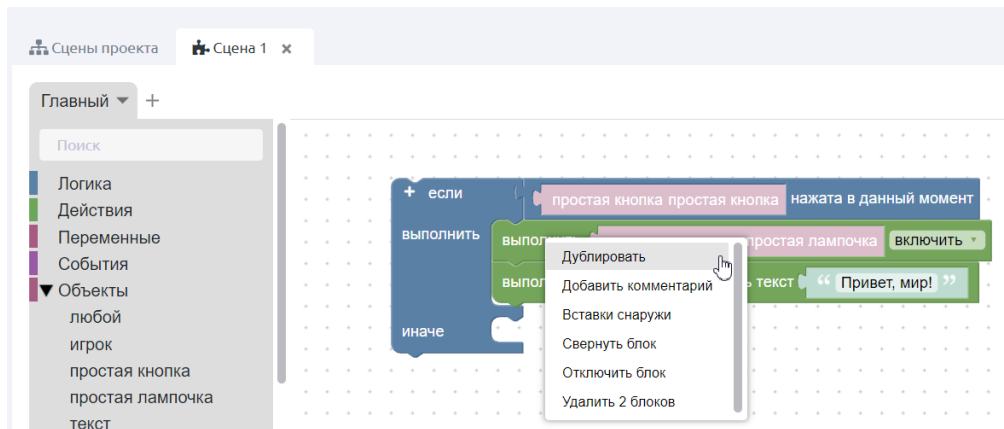 Сцены проекта Сцена 1 ×
Главный +
Поиск
Логика
Действия
Переменные
События
Объекты
любой
игрок
простая кнопка
простая лампочка
текст
+ если простая кнопка простая кнопка нажата в данный момент
выполнить простая лампочка включить
текст “ Привет, мир! ”
иначе
Дублировать
Добавить комментарий
Вставки снаружи
Свернуть блок
Отключить блок
Удалить 2 блоков